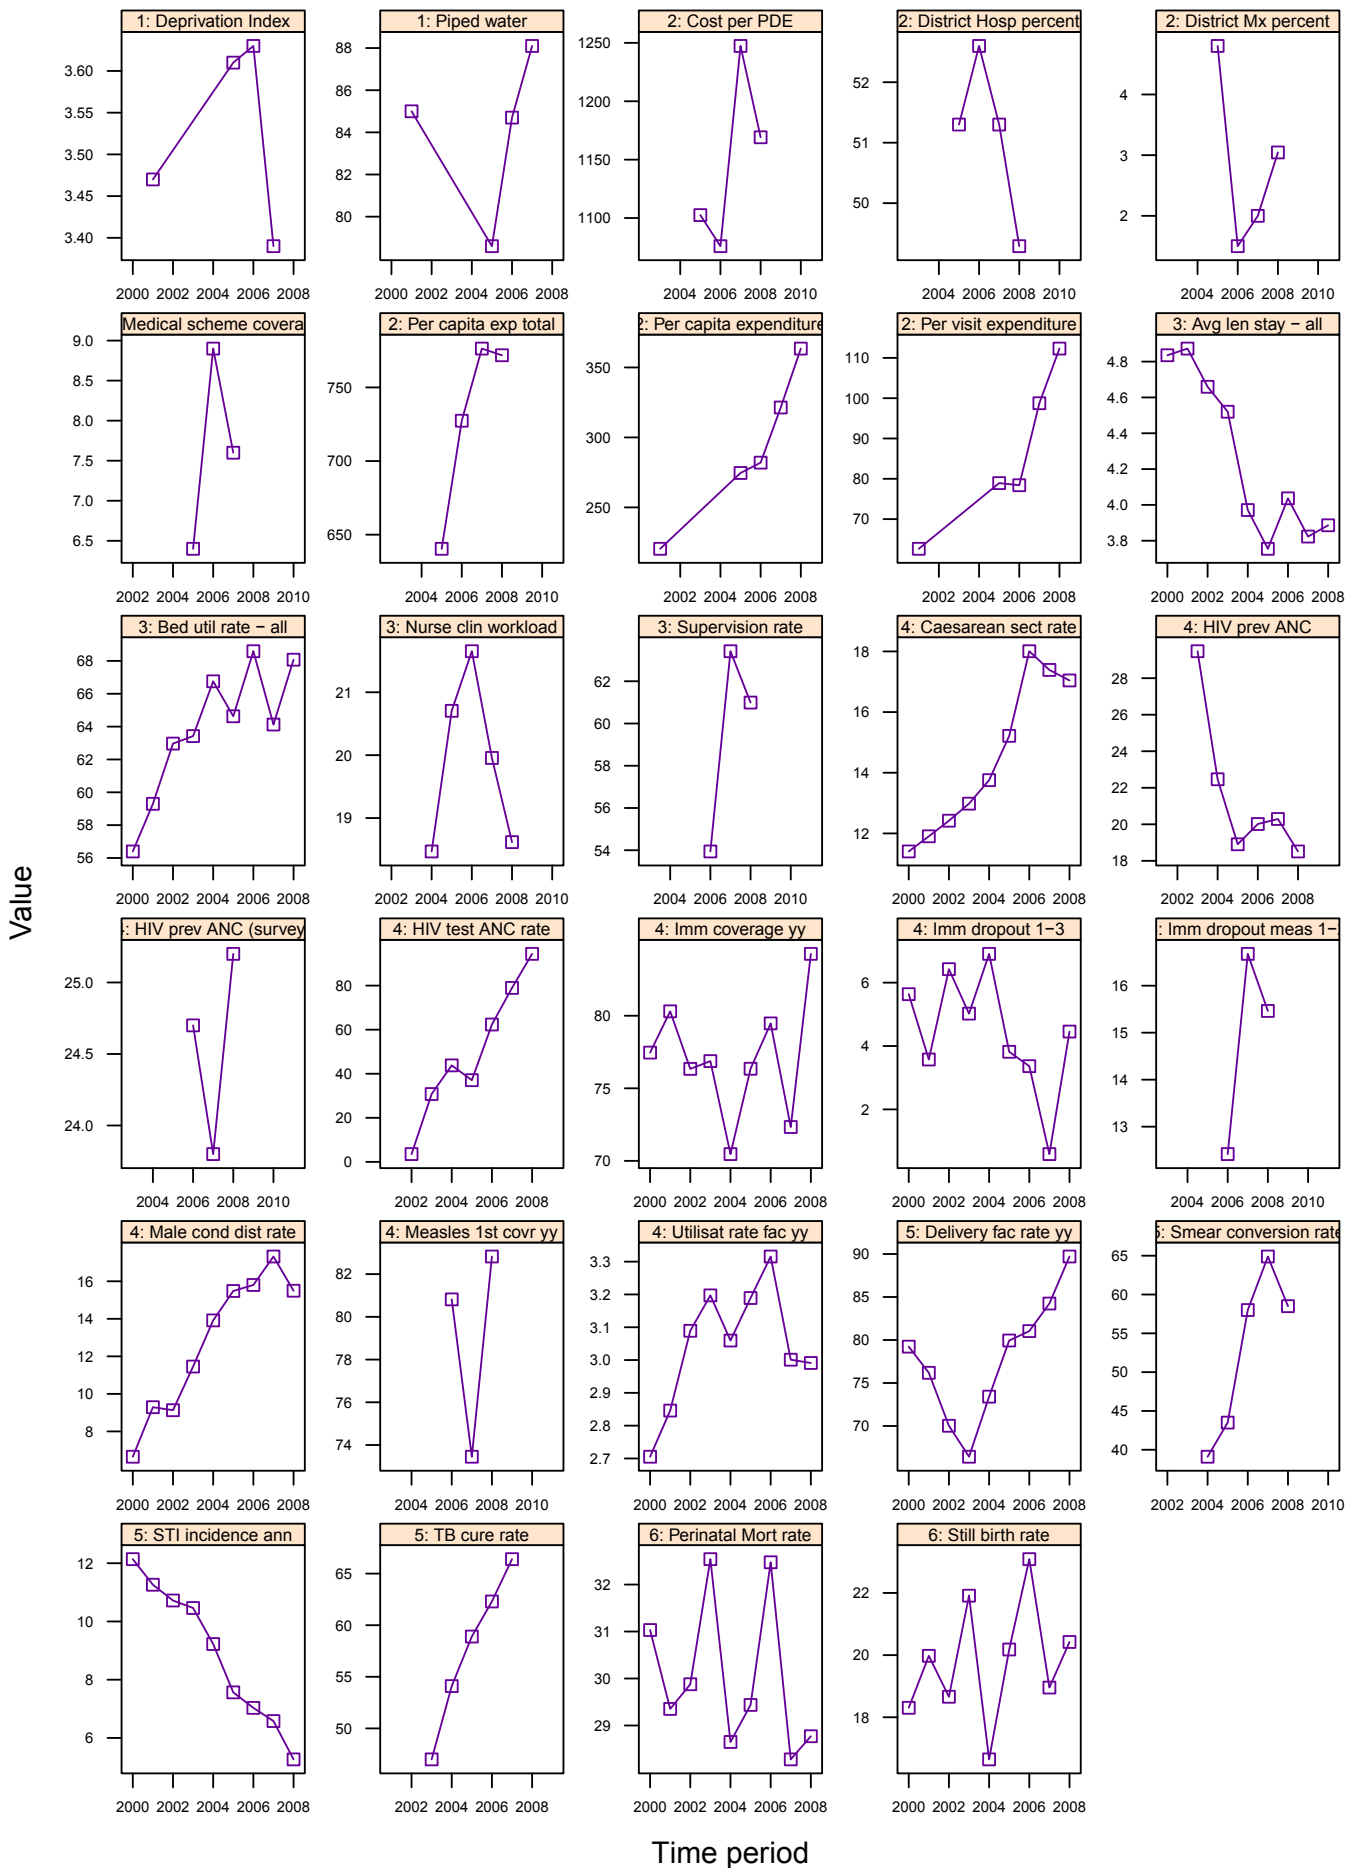 1: Deprivation Index
3.60
3.55
3.50
3.45
3.40
2000 2002 2004 2006 2008
1: Piped water
88
86
84
82
80
2000 2002 2004 2006 2008
2: Cost per PDE
1250
1200
1150
1100
2004 2006 2008 2010
2: District Hosp percent
52
51
50
2004 2006 2008 2010
2: District Mx percent
4
3
2
2004 2006 2008 2010
Medical scheme covera
9.0
8.5
8.0
7.5
7.0
6.5
2002 2004 2006 2008 2010
2: Per capita exp total
750
700
650
2004 2006 2008 2010
2: Per capita expenditure
350
300
250
2002 2004 2006 2008
2: Per visit expenditure
110
100
90
80
70
2002 2004 2006 2008
3: Avg len stay − all
4.8
4.6
4.4
4.2
4.0
3.8
2000 2002 2004 2006 2008
3: Bed util rate − all
68
66
64
62
60
58
56
2000 2002 2004 2006 2008
3: Nurse clin workload
21
20
19
2002 2004 2006 2008 2010
3: Supervision rate
62
60
58
56
54
2004 2006 2008 2010
4: Caesarean sect rate
18
16
14
12
2000 2002 2004 2006 2008
4: HIV prev ANC
28
26
24
22
20
18
2002 2004 2006 2008
Value
4: HIV prev ANC (survey
25.0
24.5
24.0
2004 2006 2008 2010
4: HIV test ANC rate
80
60
40
20
0
2002 2004 2006 2008
4: Imm coverage yy
80
75
70
2000 2002 2004 2006 2008
4: Imm dropout 1−3
6
4
2
2000 2002 2004 2006 2008
: Imm dropout meas 1−
16
15
14
13
2004 2006 2008 2010
4: Male cond dist rate
16
14
12
10
8
2000 2002 2004 2006 2008
4: Measles 1st covr yy
82
80
78
76
74
2004 2006 2008 2010
4: Utilisat rate fac yy
3.3
3.2
3.1
3.0
2.9
2.8
2.7
2000 2002 2004 2006 2008
5: Delivery fac rate yy
90
85
80
75
70
2000 2002 2004 2006 2008
5: Smear conversion rate
65
60
55
50
45
40
2002 2004 2006 2008 2010
5: STI incidence ann
12
10
8
6
2000 2002 2004 2006 2008
5: TB cure rate
65
60
55
50
2002 2004 2006 2008
6: Perinatal Mort rate
32
31
30
29
28
2000 2002 2004 2006 2008
6: Still birth rate
22
20
18
2000 2002 2004 2006 2008
Time period